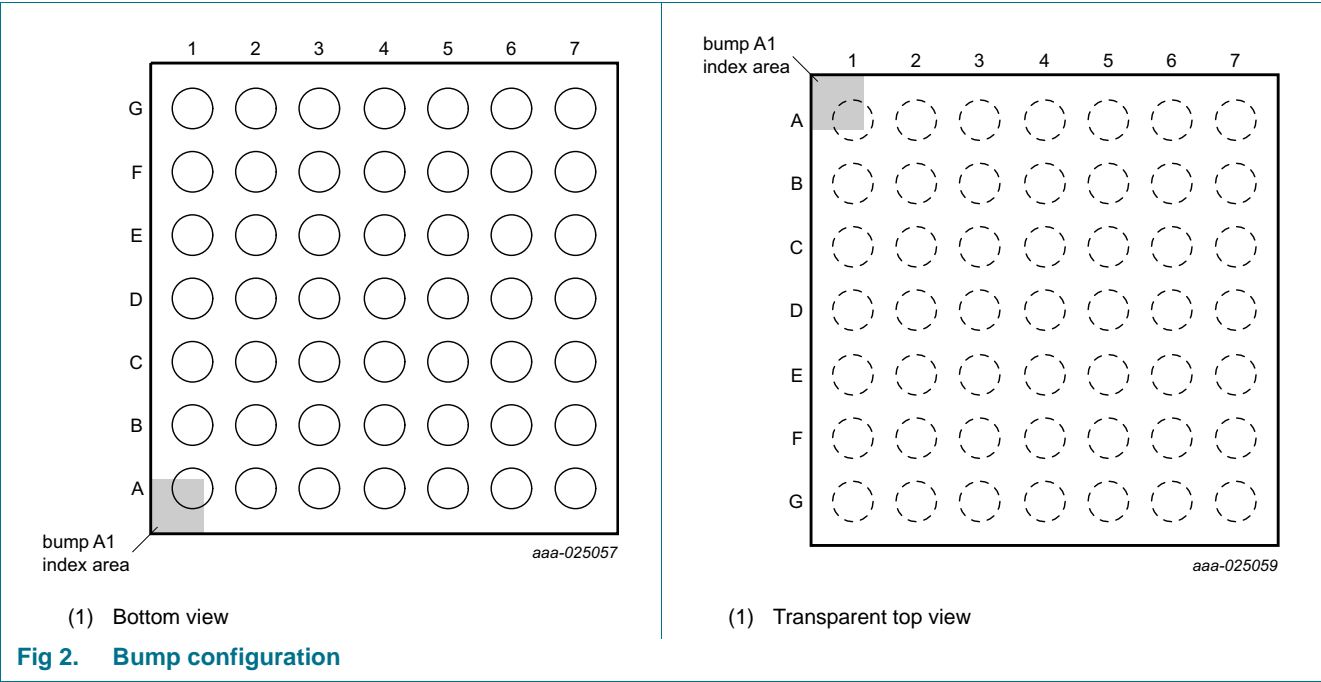 1 2 3 4 5 6 7
G
F
E
D
C
B
A
bump A1
index area
aaa-025057
(1) Bottom view
bump A1
index area
1 2 3 4 5 6 7
A
B
C
D
E
F
G
aaa-025059
(1) Transparent top view
Fig 2. Bump configuration